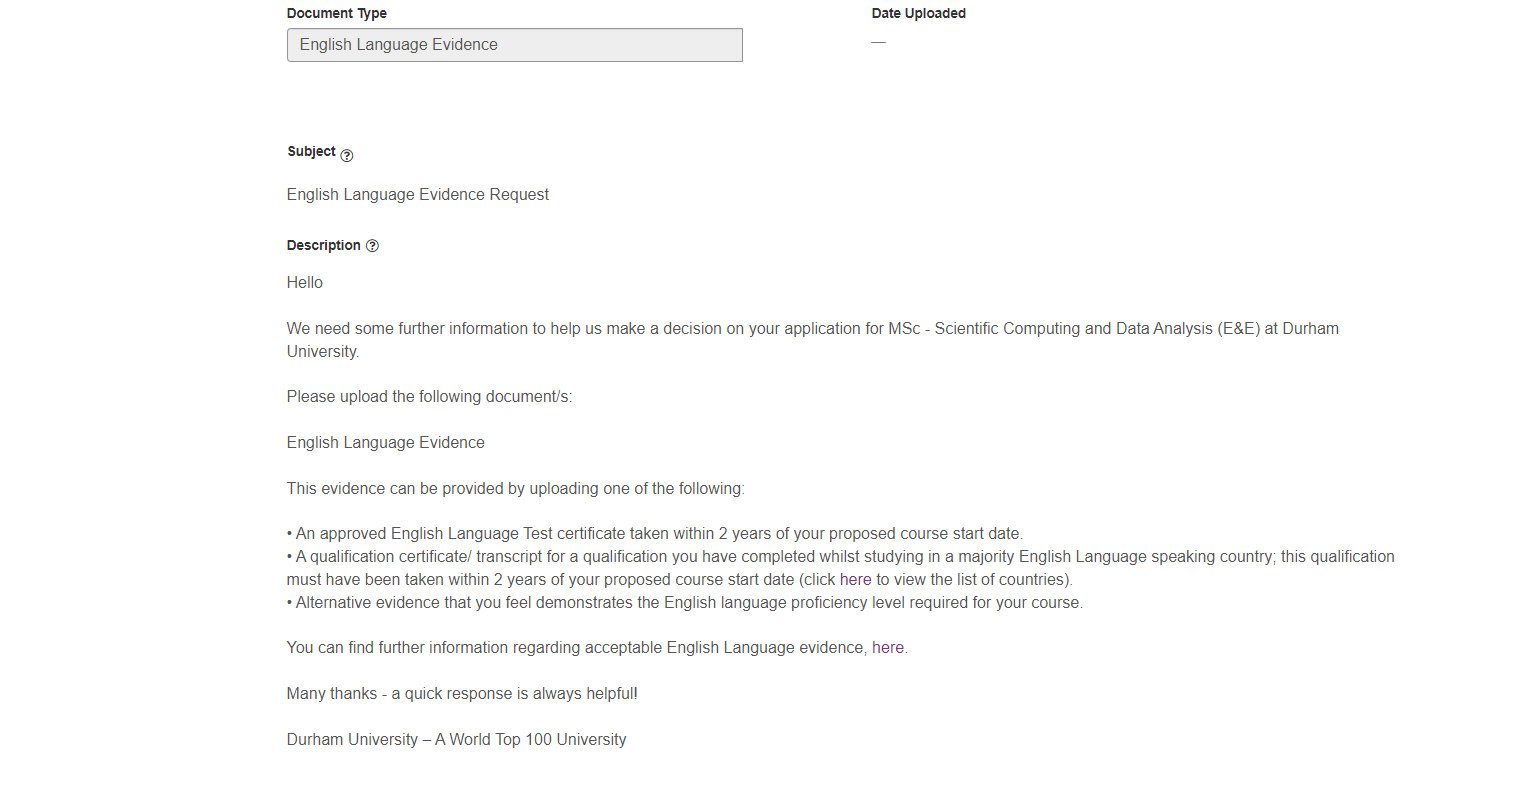 Document Type
Date Uploaded
English Language Evidence
—
Subject
English Language Evidence Request
Description
Hello
We need some further information to help us make a decision on your application for MSc - Scientific Computing and Data Analysis (E&E) at Durham
University.
Please upload the following document/s:
English Language Evidence
This evidence can be provided by uploading one of the following:
• An approved English Language Test certificate taken within 2 years of your proposed course start date.
• A qualification certificate/ transcript for a qualification you have completed whilst studying in a majority English Language speaking country; this qualification
must have been taken within 2 years of your proposed course start date (click here to view the list of countries).
• Alternative evidence that you feel demonstrates the English language proficiency level required for your course.
You can find further information regarding acceptable English Language evidence, here.
Many thanks - a quick response is always helpful!
Durham University – A World Top 100 University